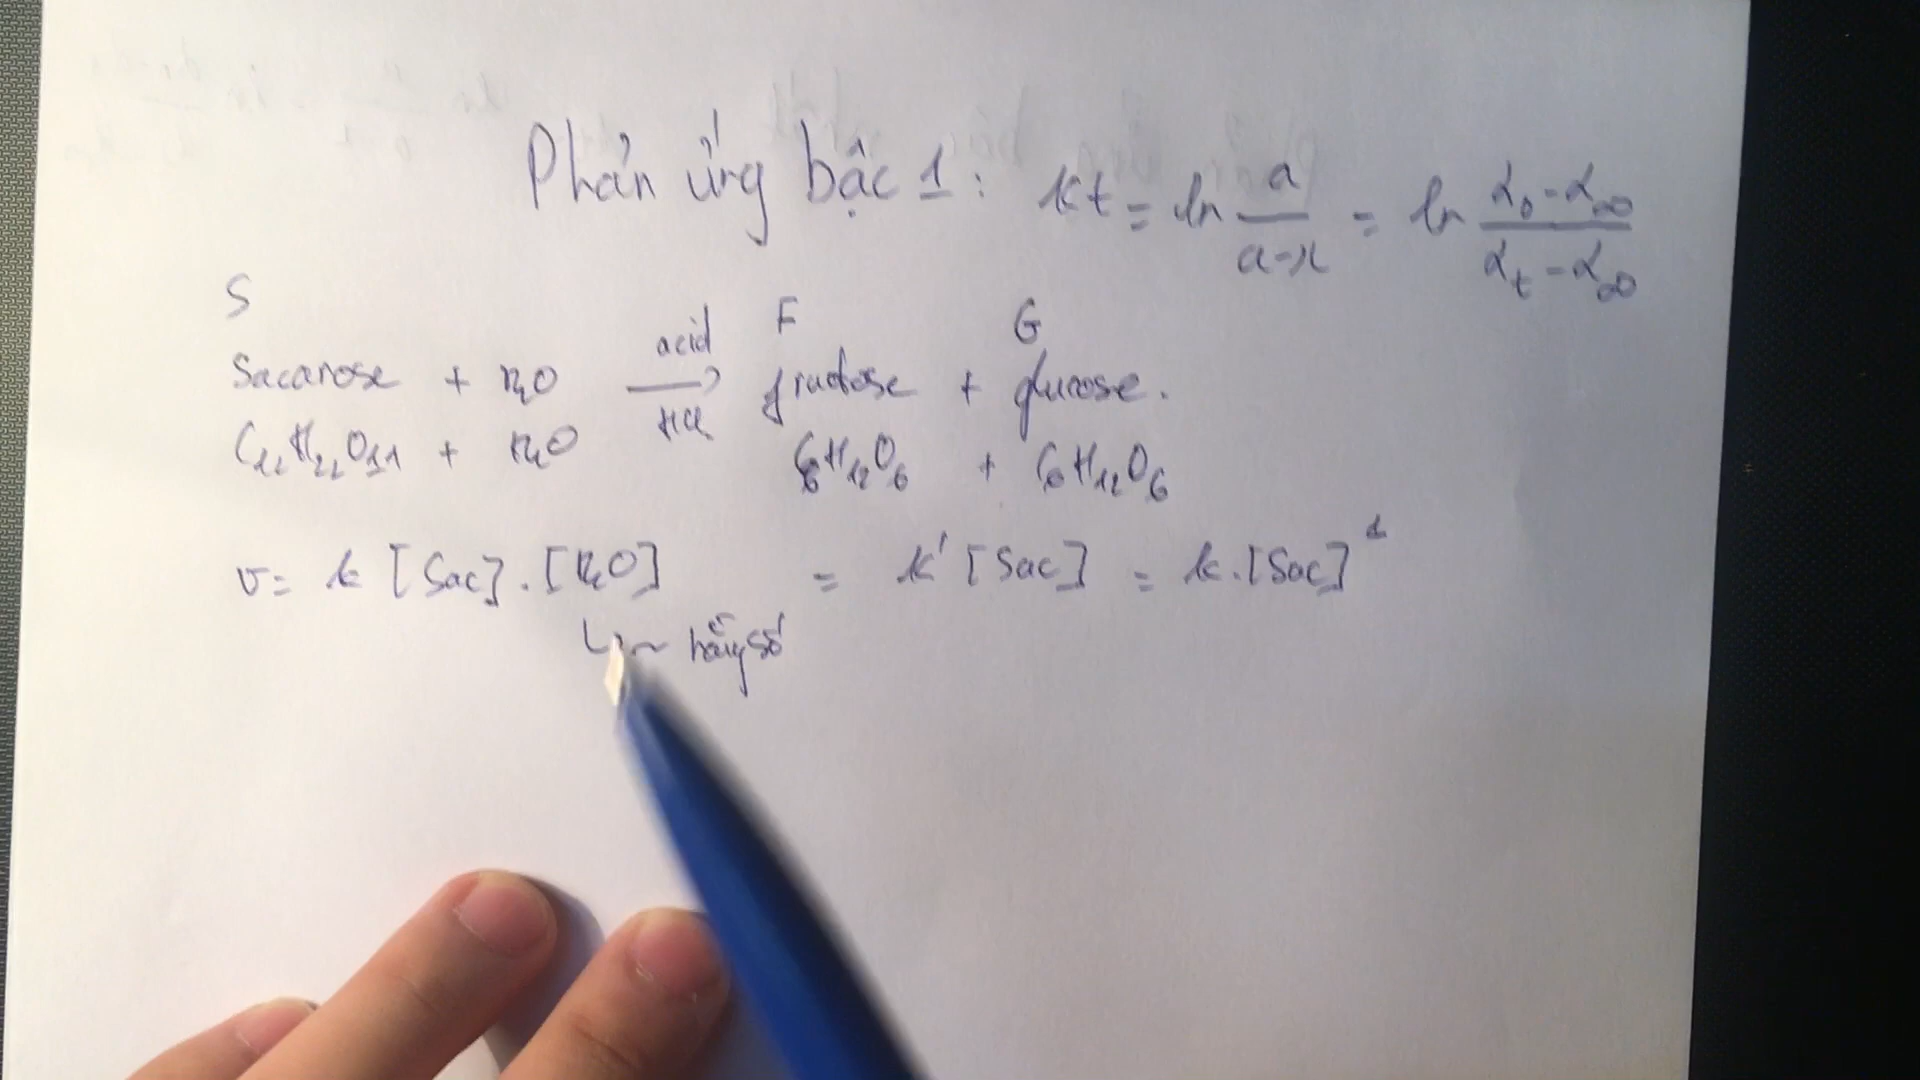 Phản ứng bậc 1: kt = ln a/(a-x) = ln (α₀-α∞)/(αₜ-α∞)
S F G
Sacarose + H₂O acid→HCl fructose + glucose.
C₁₂H₂₂O₁₁ + H₂O C₆H₁₂O₆ + C₆H₁₂O₆
v = k [Sac].[H₂O] = k' [Sac] = k.[Sac]¹
↳ ~ hằng số